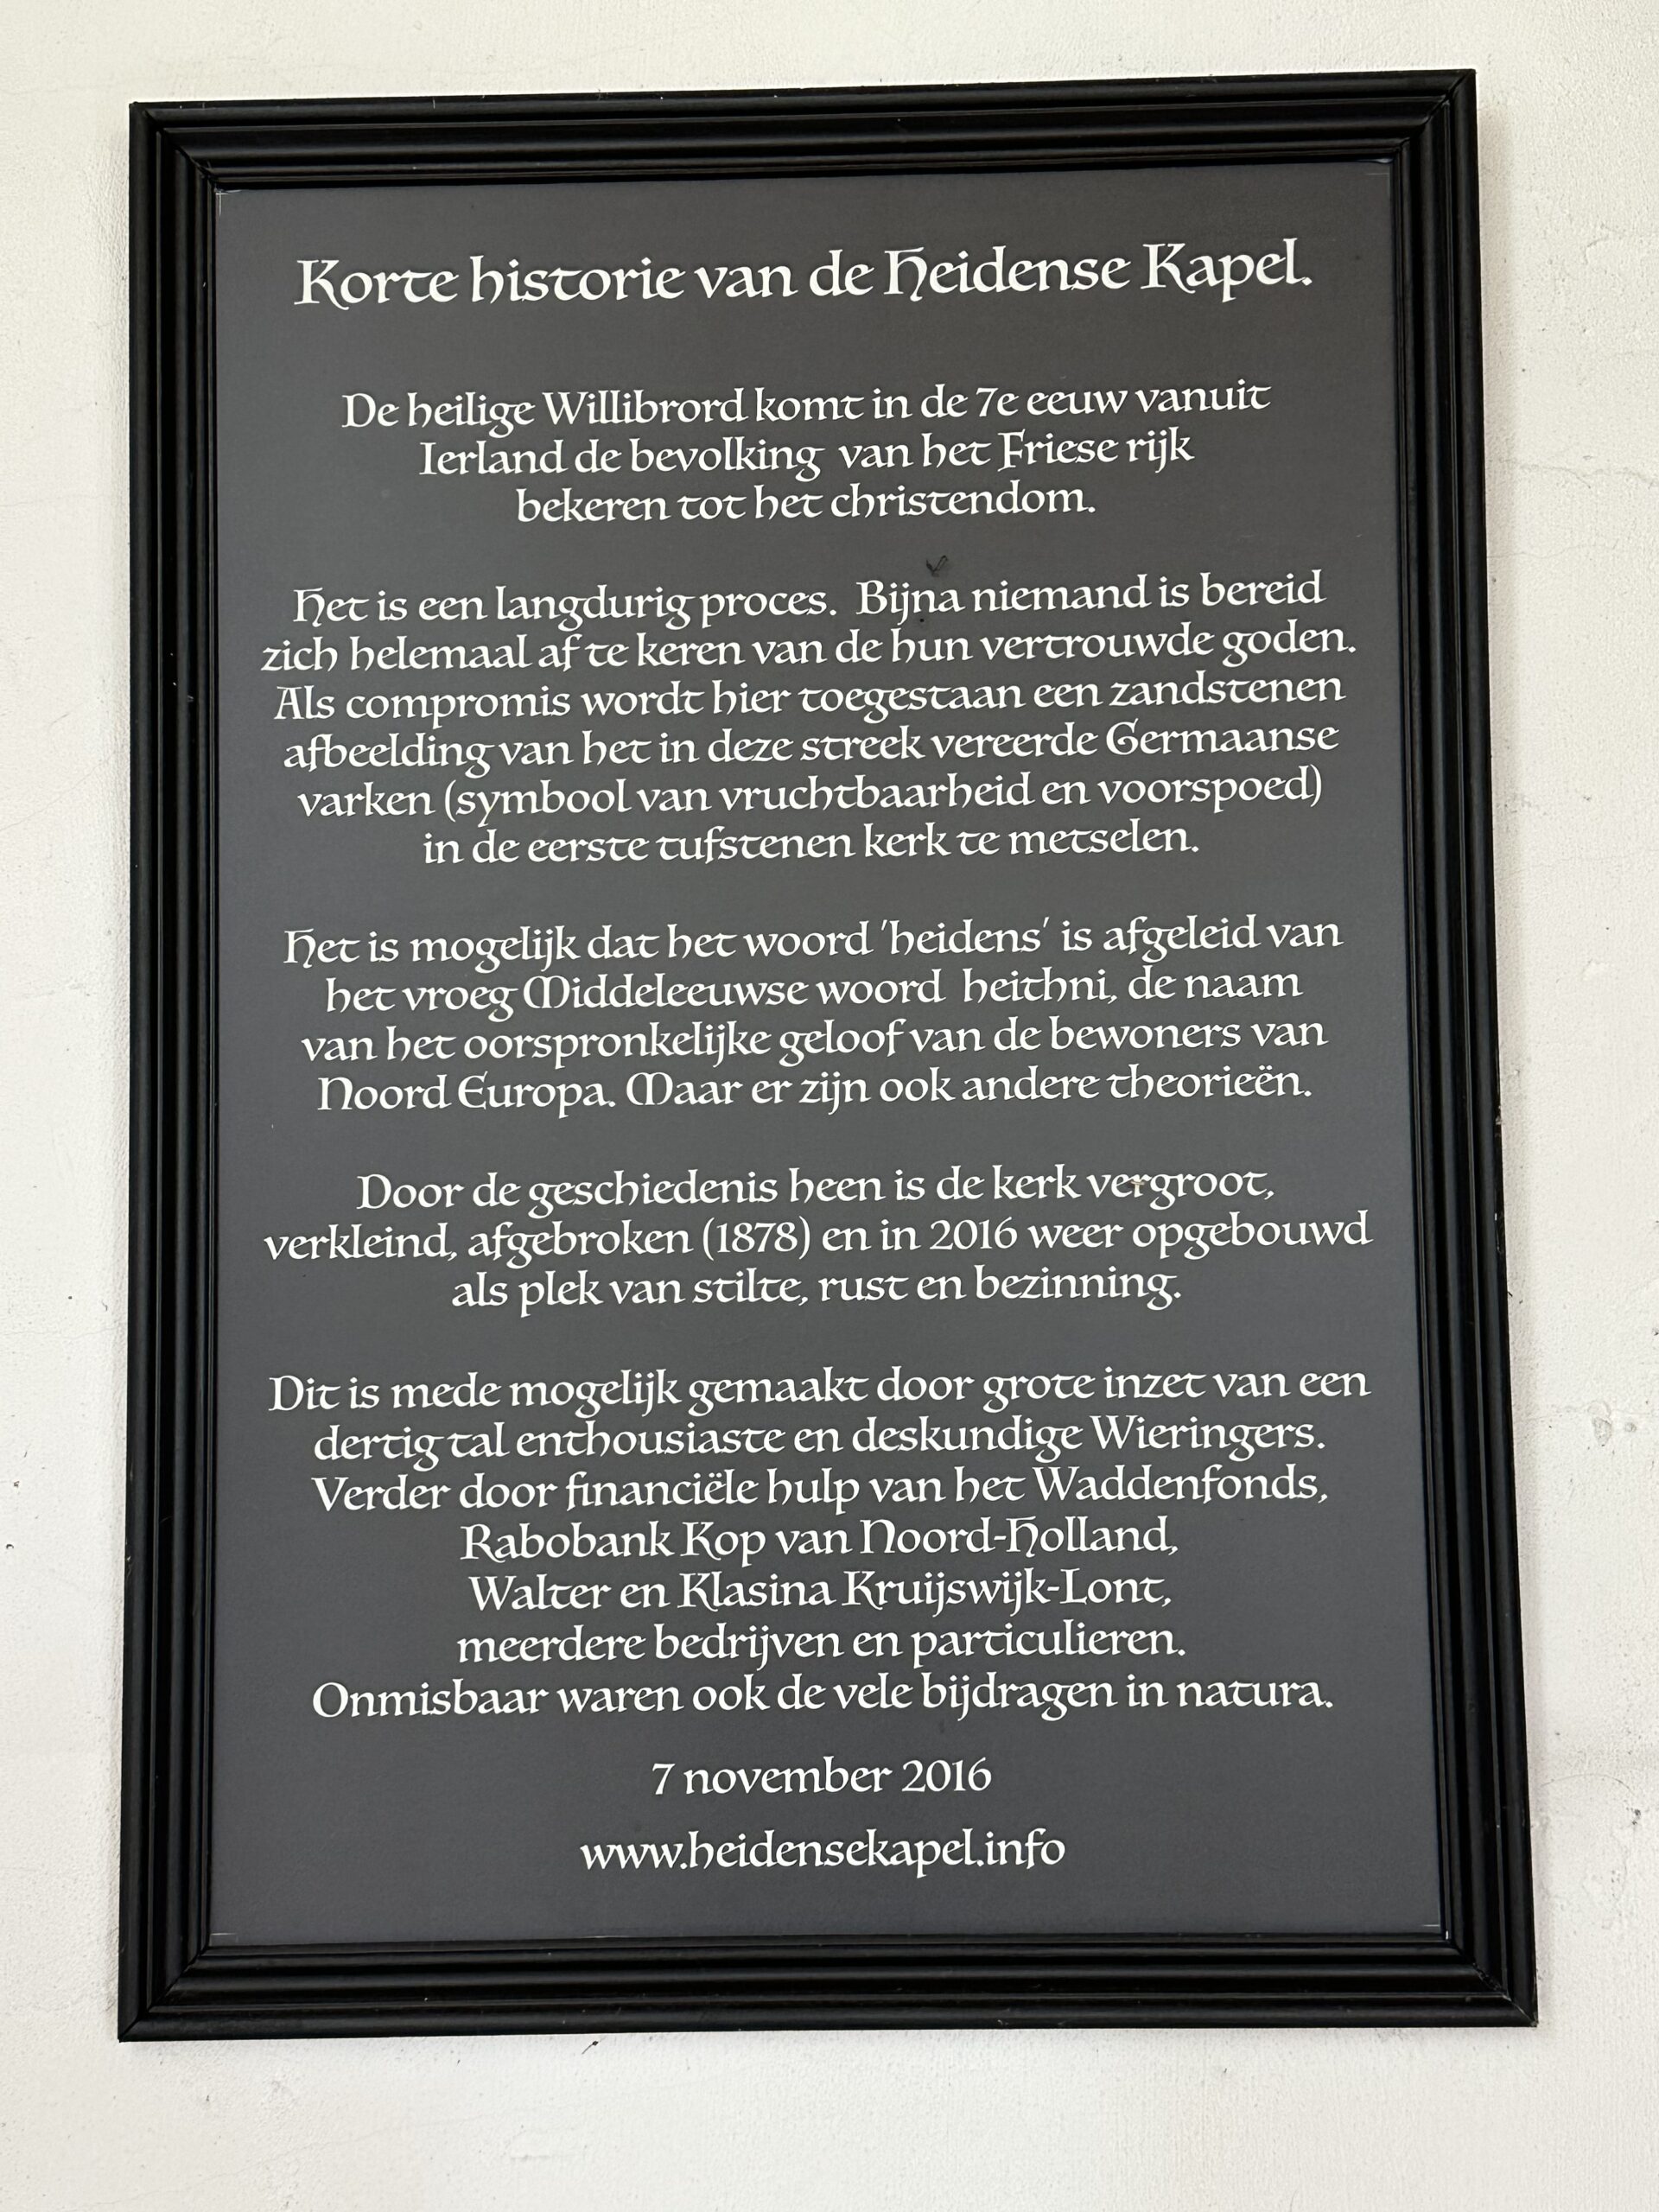 Korte historie van de Heidense Kapel.
De heilige Willibrord komt in de 7e eeuw vanuit
Ierland de bevolking van het Friese rijk
bekeren tot het christendom.
Het is een langdurig proces. Bijna niemand is bereid
zich helemaal af te keren van de hun vertrouwde goden.
Als compromis wordt hier toegestaan een zandstenen
afbeelding van het in deze streek vereerde Germaanse
varken (symbool van vruchtbaarheid en voorspoed)
in de eerste tufstenen kerk te metselen.
Het is mogelijk dat het woord 'heidens' is afgeleid van
het vroeg Middeleeuwse woord heithni, de naam
van het oorspronkelijke geloof van de bewoners van
Noord Europa. Maar er zijn ook andere theorieën.
Door de geschiedenis heen is de kerk vergroot,
verkleind, afgebroken (1878) en in 2016 weer opgebouwd
als plek van stilte, rust en bezinning.
Dit is mede mogelijk gemaakt door grote inzet van een
dertig tal enthousiaste en deskundige Wieringers.
Verder door financiële hulp van het Waddenfonds,
Rabobank Kop van Noord-Holland,
Walter en Klasina Kruijswijk-Lont,
meerdere bedrijven en particulieren.
Onmisbaar waren ook de vele bijdragen in natura.
7 november 2016
www.heidensekapel.info